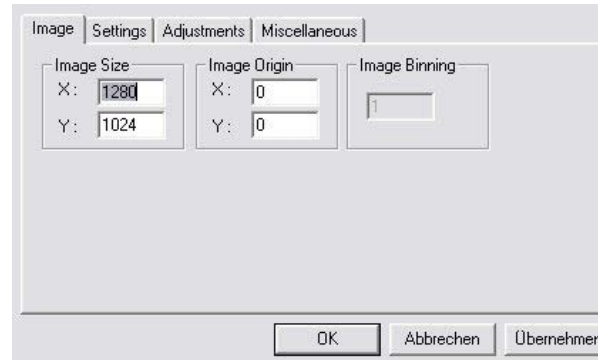 Image Settings Adjustments Miscellaneous
Image Size Image Origin Image Binning
X: 1280 X: 0
1
Y: 1024 Y: 0
OK Abbrechen Übernehmen